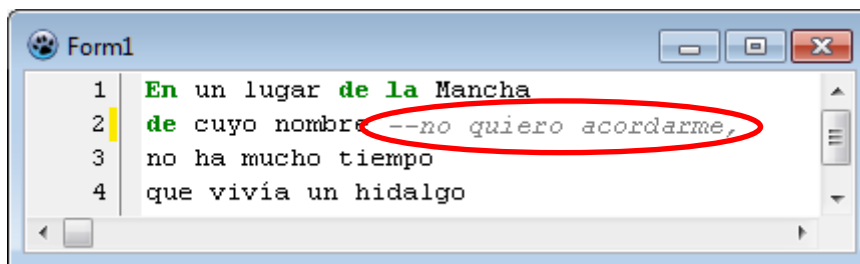 Form1
1 En un lugar de la Mancha
2 de cuyo nombre --no quiero acordarme,
3 no ha mucho tiempo
4 que vivía un hidalgo